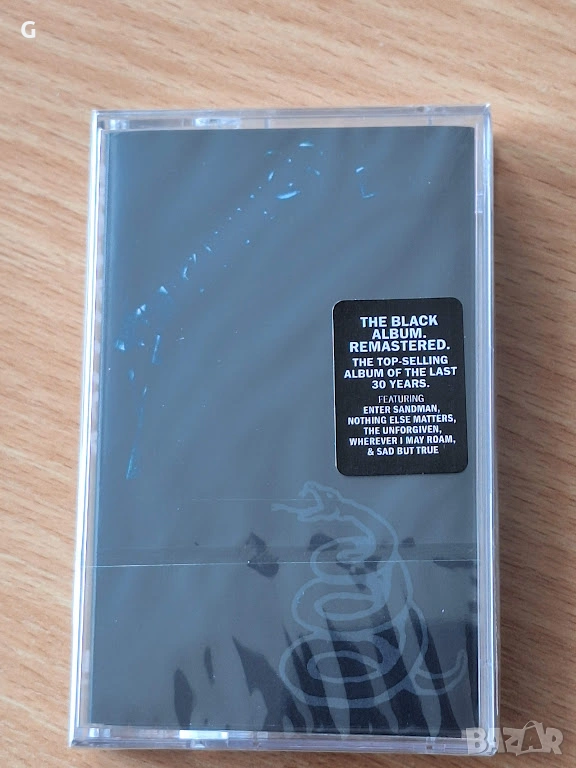 G
THE BLACK
ALBUM.
REMASTERED.
THE TOP-SELLING
ALBUM OF THE LAST
30 YEARS.
FEATURING
ENTER SANDMAN,
NOTHING ELSE MATTERS,
THE UNFORGIVEN,
WHEREVER I MAY ROAM,
& SAD BUT TRUE
BAZAR